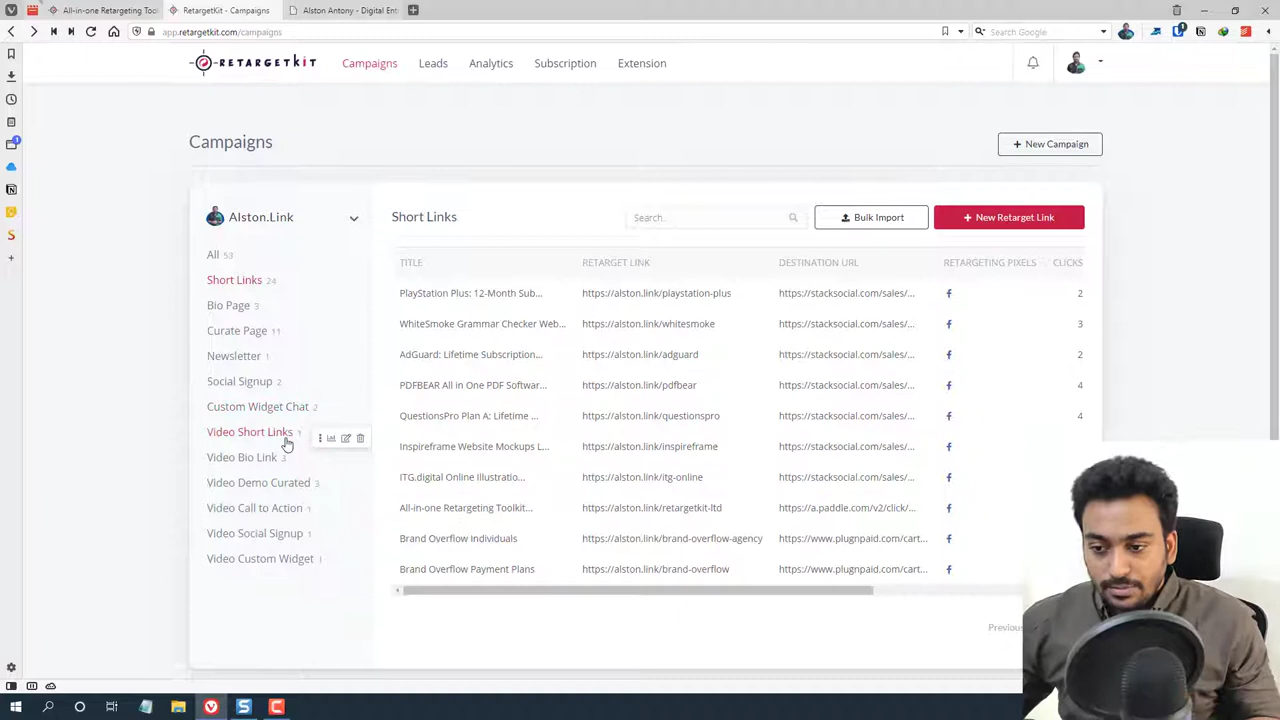 All-in-one Retargeting Tool
RetargetKit - Campaigns
Alston Antony - Digital Ent
app.retargetkit.com/campaigns
Search Google
RETARGETKIT
Campaigns
Leads
Analytics
Subscription
Extension
Campaigns
+ New Campaign
Alston.Link
Short Links
Search...
Bulk Import
+ New Retarget Link
All 53
Short Links 24
Bio Page 3
Curate Page 11
Newsletter 1
Social Signup 2
Custom Widget Chat 2
Video Short Links 1
Video Bio Link 3
Video Demo Curated 3
Video Call to Action 1
Video Social Signup 1
Video Custom Widget 1
TITLE RETARGET LINK DESTINATION URL RETARGETING PIXELS CLICKS
PlayStation Plus: 12-Month Sub... https://alston.link/playstation-plus https://stacksocial.com/sales/... 2
WhiteSmoke Grammar Checker Web... https://alston.link/whitesmoke https://stacksocial.com/sales/... 3
AdGuard: Lifetime Subscription... https://alston.link/adguard https://stacksocial.com/sales/... 2
PDFBEAR All in One PDF Softwar... https://alston.link/pdfbear https://stacksocial.com/sales/... 4
QuestionsPro Plan A: Lifetime ... https://alston.link/questionspro https://stacksocial.com/sales/... 4
Inspireframe Website Mockups L... https://alston.link/inspireframe https://stacksocial.com/sales/...
ITG.digital Online Illustratio... https://alston.link/itg-online https://stacksocial.com/sales/...
All-in-one Retargeting Toolkit... https://alston.link/retargetkit-ltd https://a.paddle.com/v2/click/...
Brand Overflow Individuals https://alston.link/brand-overflow-agency https://www.plugnpaid.com/cart...
Brand Overflow Payment Plans https://alston.link/brand-overflow https://www.plugnpaid.com/cart...
Previous